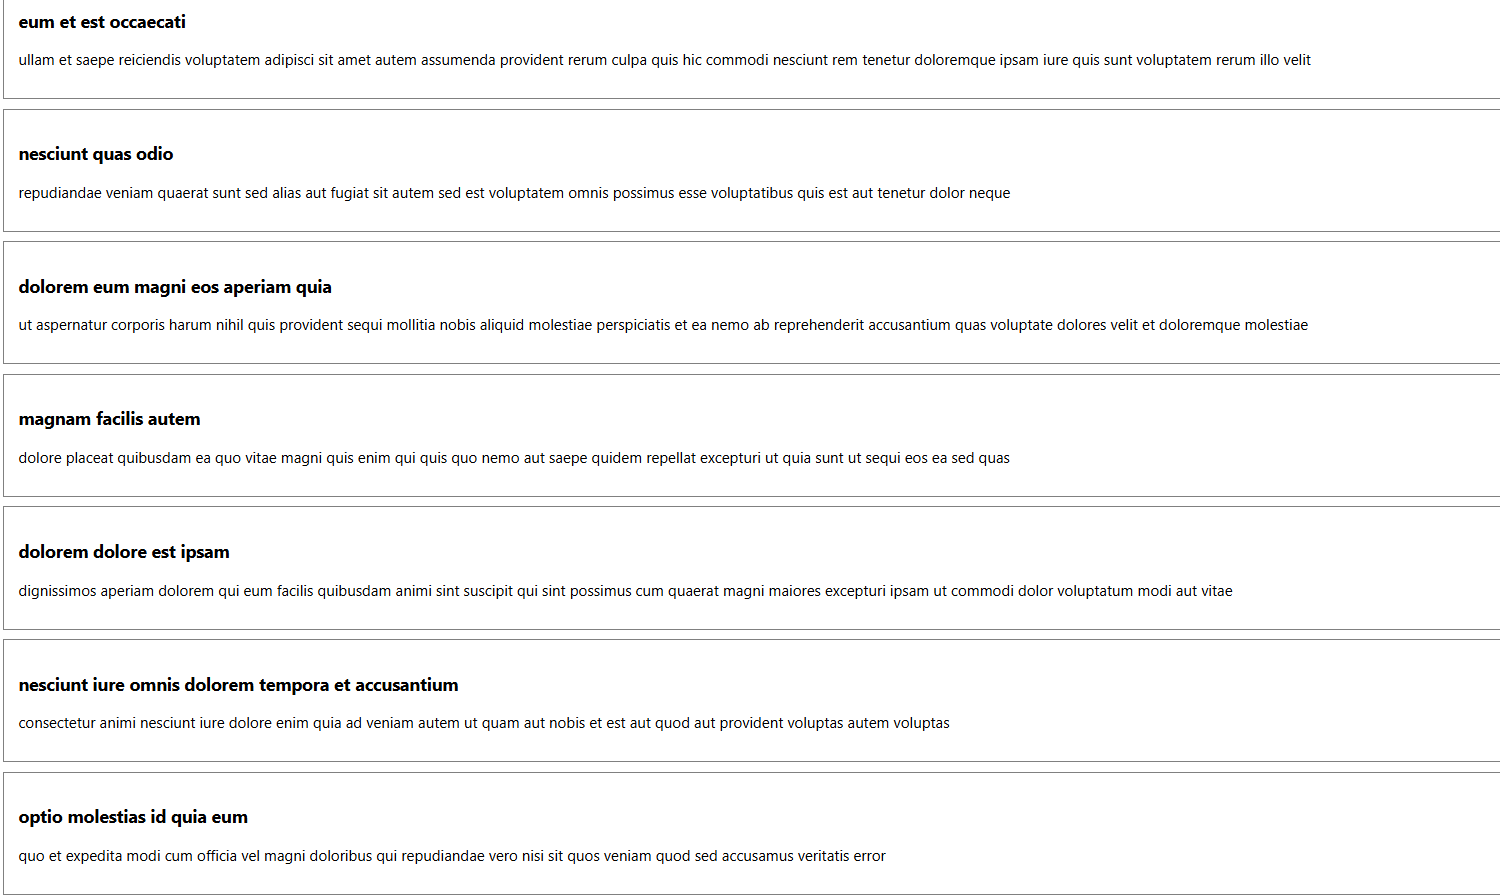 eum et est occaecati
ullam et saepe reiciendis voluptatem adipisci sit amet autem assumenda provident rerum culpa quis hic commodi nesciunt rem tenetur doloremque ipsam iure quis sunt voluptatem rerum illo velit
nesciunt quas odio
repudiandae veniam quaerat sunt sed alias aut fugiat sit autem sed est voluptatem omnis possimus esse voluptatibus quis est aut tenetur dolor neque
dolorem eum magni eos aperiam quia
ut aspernatur corporis harum nihil quis provident sequi mollitia nobis aliquid molestiae perspiciatis et ea nemo ab reprehenderit accusantium quas voluptate dolores velit et doloremque molestiae
magnam facilis autem
dolore placeat quibusdam ea quo vitae magni quis enim qui quis quo nemo aut saepe quidem repellat excepturi ut quia sunt ut sequi eos ea sed quas
dolorem dolore est ipsam
dignissimos aperiam dolorem qui eum facilis quibusdam animi sint suscipit qui sint possimus cum quaerat magni maiores excepturi ipsam ut commodi dolor voluptatum modi aut vitae
nesciunt iure omnis dolorem tempora et accusantium
consectetur animi nesciunt iure dolore enim quia ad veniam autem ut quam aut nobis et est aut quod aut provident voluptas autem voluptas
optio molestias id quia eum
quo et expedita modi cum officia vel magni doloribus qui repudiandae vero nisi sit quos veniam quod sed accusamus veritatis error